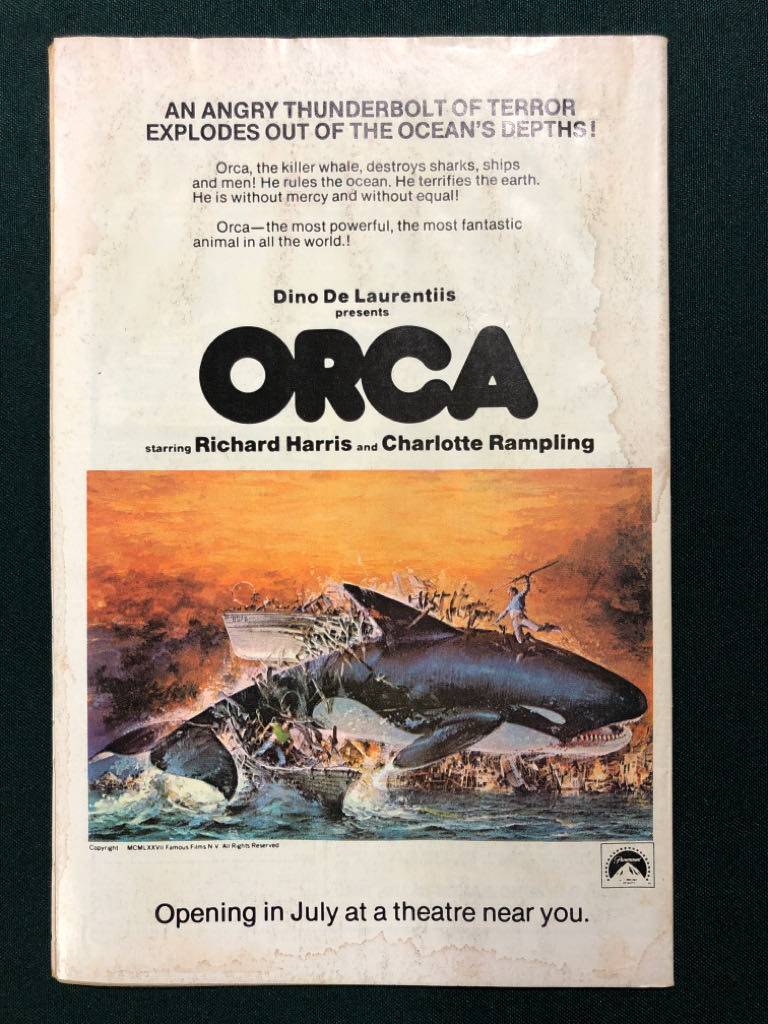 AN ANGRY THUNDERBOLT OF TERROR
EXPLODES OUT OF THE OCEAN'S DEPTHS!
Orca, the killer whale, destroys sharks, ships
and men! He rules the ocean. He terrifies the earth.
He is without mercy and without equal!
Orca—the most powerful, the most fantastic
animal in all the world.!
Dino De Laurentiis
presents
ORCA
starring Richard Harris and Charlotte Rampling
Copyright MCMLXXVII Famous Films N V All Rights Reserved
Paramount
Opening in July at a theatre near you.